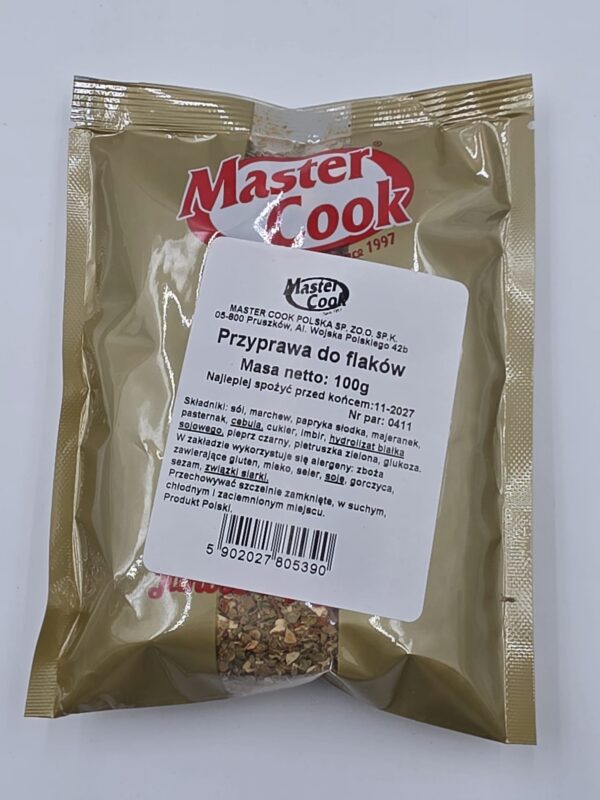 Master
Cook
®
1997
Master
Cook
MASTER COOK POLSKA SP. ZO.O. SP.K.
05-800 Pruszków, Al. Wojska Polskiego 42b
Przyprawa do flaków
Masa netto: 100g
Najlepiej spożyć przed końcem:11-2027
Nr par: 0411
Składniki: sól, marchew, papryka słodka, majeranek,
pasternak, cebula, cukier, imbir, hydrolizat białka
sojowego, pieprz czarny, pietruszka zielona, glukoza.
W zakładzie wykorzystuje się alergeny: zboża
zawierające gluten, mleko, seler, soję, gorczyca,
sezam, związki siarki.
Przechowywać szczelnie zamknięte, w suchym,
chłodnym i zaciemnionym miejscu.
Produkt Polski.
5 902027 805390